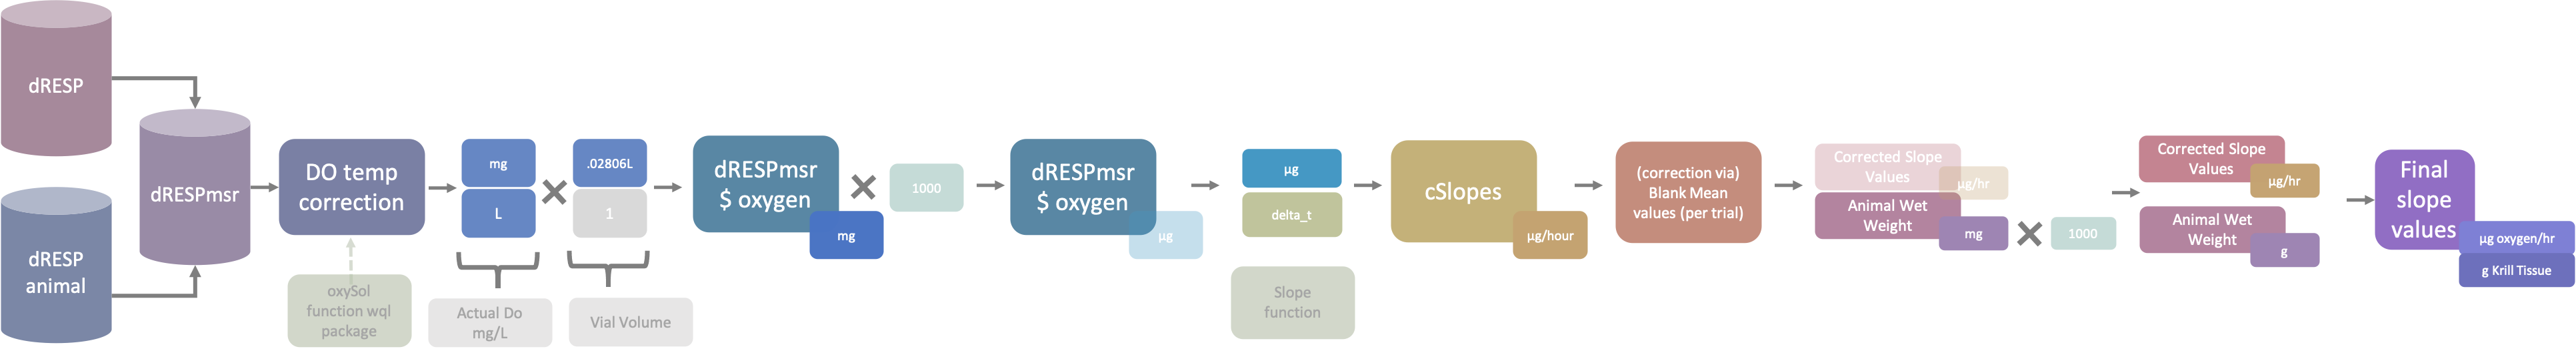 dRESP
dRESP
animal
dRESPmsr
DO temp
correction
oxySol
function wql
package
mg
L
Actual Do
mg/L
.02806L
1
Vial Volume
dRESPmsr
$ oxygen
mg
1000
dRESPmsr
$ oxygen
µg
µg
delta_t
Slope
function
cSlopes
µg/hour
(correction via)
Blank Mean
values (per trial)
Corrected Slope
Values
µg/hr
Animal Wet
Weight
mg
1000
Corrected Slope
Values
µg/hr
Animal Wet
Weight
g
Final
slope
values
µg oxygen/hr
g Krill Tissue